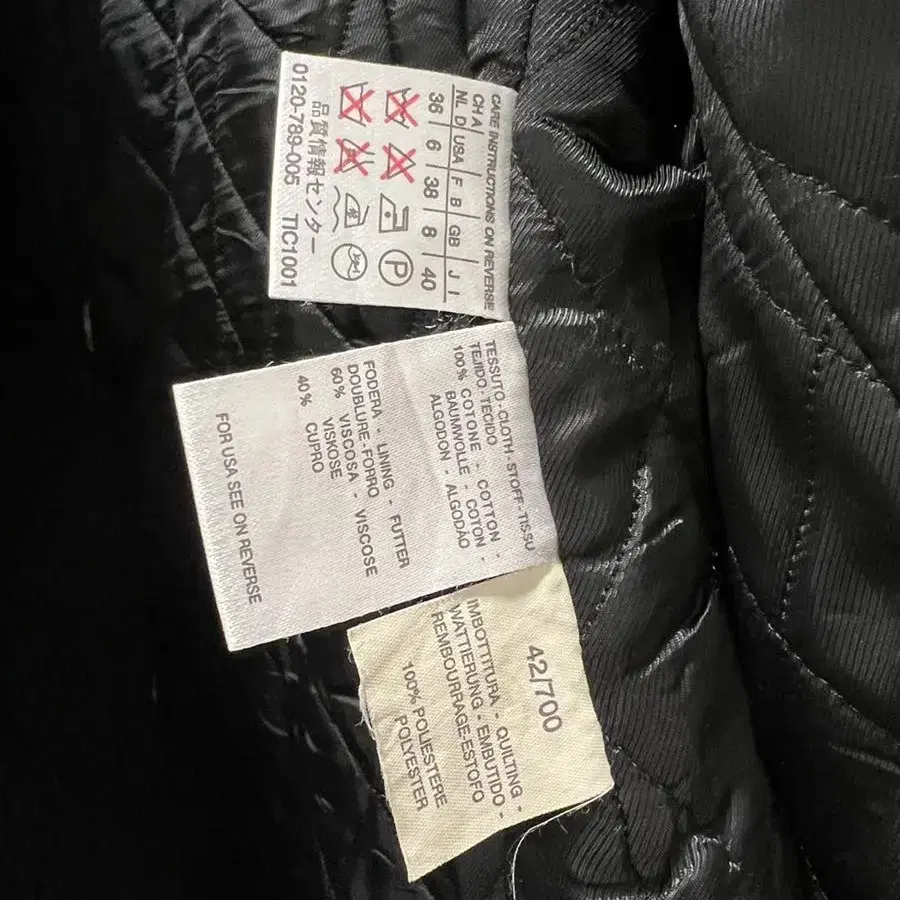 CARE INSTRUCTIONS ON REVERSE
CH A
NL D USA F B GB J I
36 6 38 8 40
P
品質情報センター
0120-789-005 TIC1001
TESSUTO - CLOTH - STOFF - TISSU
TEJIDO - TECIDO
100% COTONE - COTTON -
BAUMWOLLE - COTON -
ALGODON - ALGODÃO
FODERA - LINING - FUTTER
DOUBLURE - FORRO
60% VISCOSA - VISCOSE
VISKOSE
40% CUPRO
FOR USA SEE ON REVERSE
42/700
IMBOTTITURA - QUILTING -
WATTIERUNG - EMBUTIDO -
REMBOURRAGE-ESTOFO
100% POLIESTERE
POLYESTER